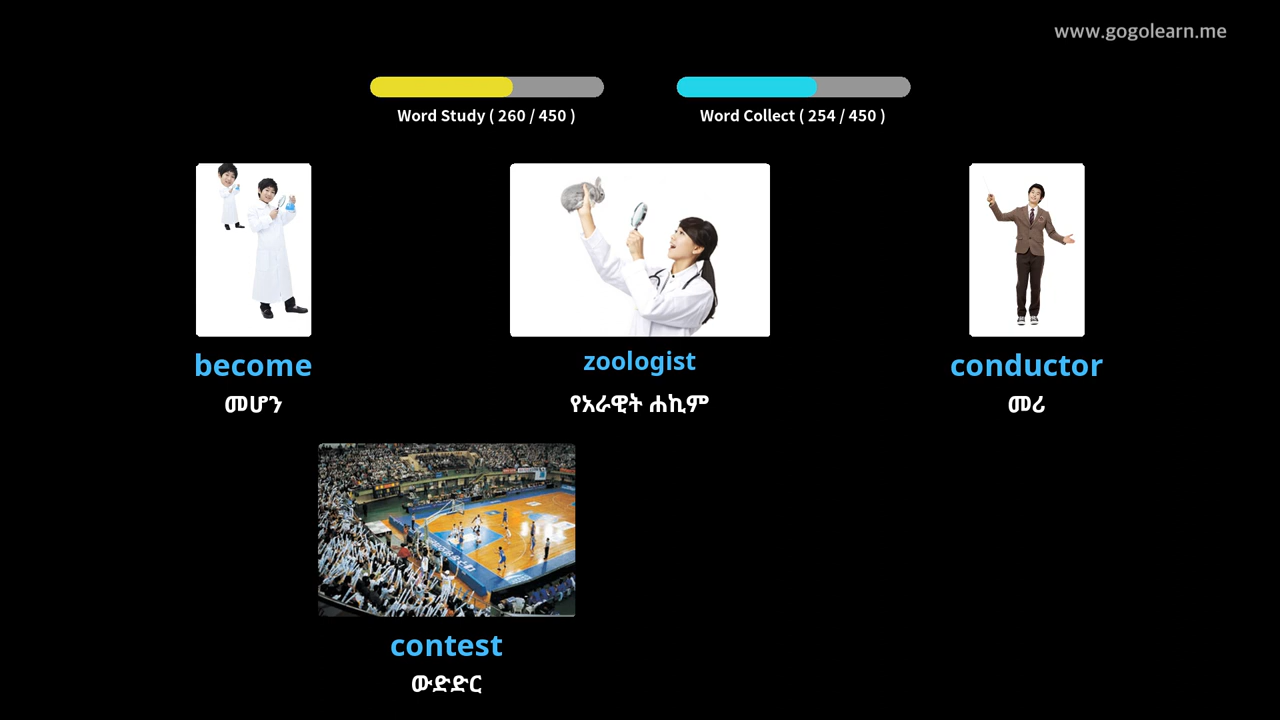 www.gogolearn.me
Word Study ( 260 / 450 )
Word Collect ( 254 / 450 )
become
መሆን
zoologist
የአራዊት ሐኪም
conductor
መሪ
contest
ውድድር